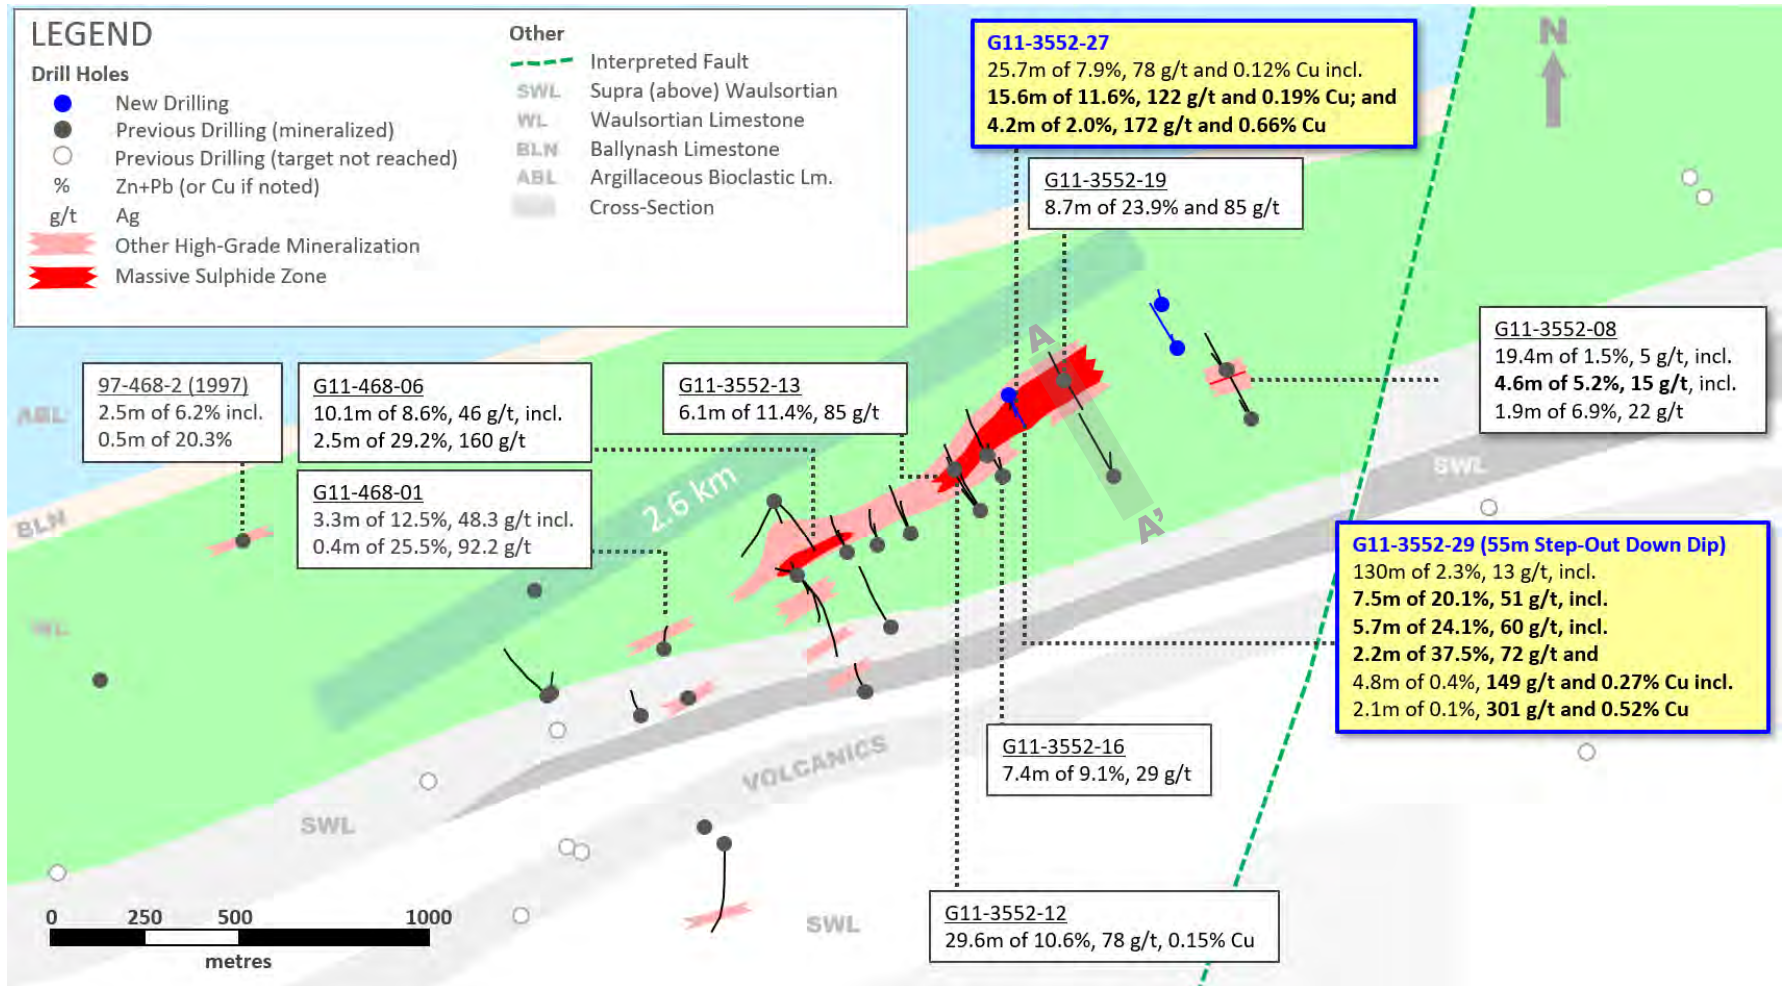 LEGEND
Drill Holes
New Drilling
Previous Drilling (mineralized)
Previous Drilling (target not reached)
% Zn+Pb (or Cu if noted)
g/t Ag
Other High-Grade Mineralization
Massive Sulphide Zone
Other
Interpreted Fault
SWL Supra (above) Waulsortian
WL Waulsortian Limestone
BLN Ballynash Limestone
ABL Argillaceous Bioclastic Lm.
Cross-Section
G11-3552-27
25.7m of 7.9%, 78 g/t and 0.12% Cu incl.
15.6m of 11.6%, 122 g/t and 0.19% Cu; and
4.2m of 2.0%, 172 g/t and 0.66% Cu
N
G11-3552-19
8.7m of 23.9% and 85 g/t
G11-3552-08
19.4m of 1.5%, 5 g/t, incl.
4.6m of 5.2%, 15 g/t, incl.
1.9m of 6.9%, 22 g/t
97-468-2 (1997)
2.5m of 6.2% incl.
0.5m of 20.3%
G11-468-06
10.1m of 8.6%, 46 g/t, incl.
2.5m of 29.2%, 160 g/t
G11-3552-13
6.1m of 11.4%, 85 g/t
G11-468-01
3.3m of 12.5%, 48.3 g/t incl.
0.4m of 25.5%, 92.2 g/t
A
A'
ABL
BLN
WL
2.6 km
SWL
G11-3552-29 (55m Step-Out Down Dip)
130m of 2.3%, 13 g/t, incl.
7.5m of 20.1%, 51 g/t, incl.
5.7m of 24.1%, 60 g/t, incl.
2.2m of 37.5%, 72 g/t and
4.8m of 0.4%, 149 g/t and 0.27% Cu incl.
2.1m of 0.1%, 301 g/t and 0.52% Cu
G11-3552-16
7.4m of 9.1%, 29 g/t
VOLCANICS
SWL
SWL
G11-3552-12
29.6m of 10.6%, 78 g/t, 0.15% Cu
0 250 500 1000
metres